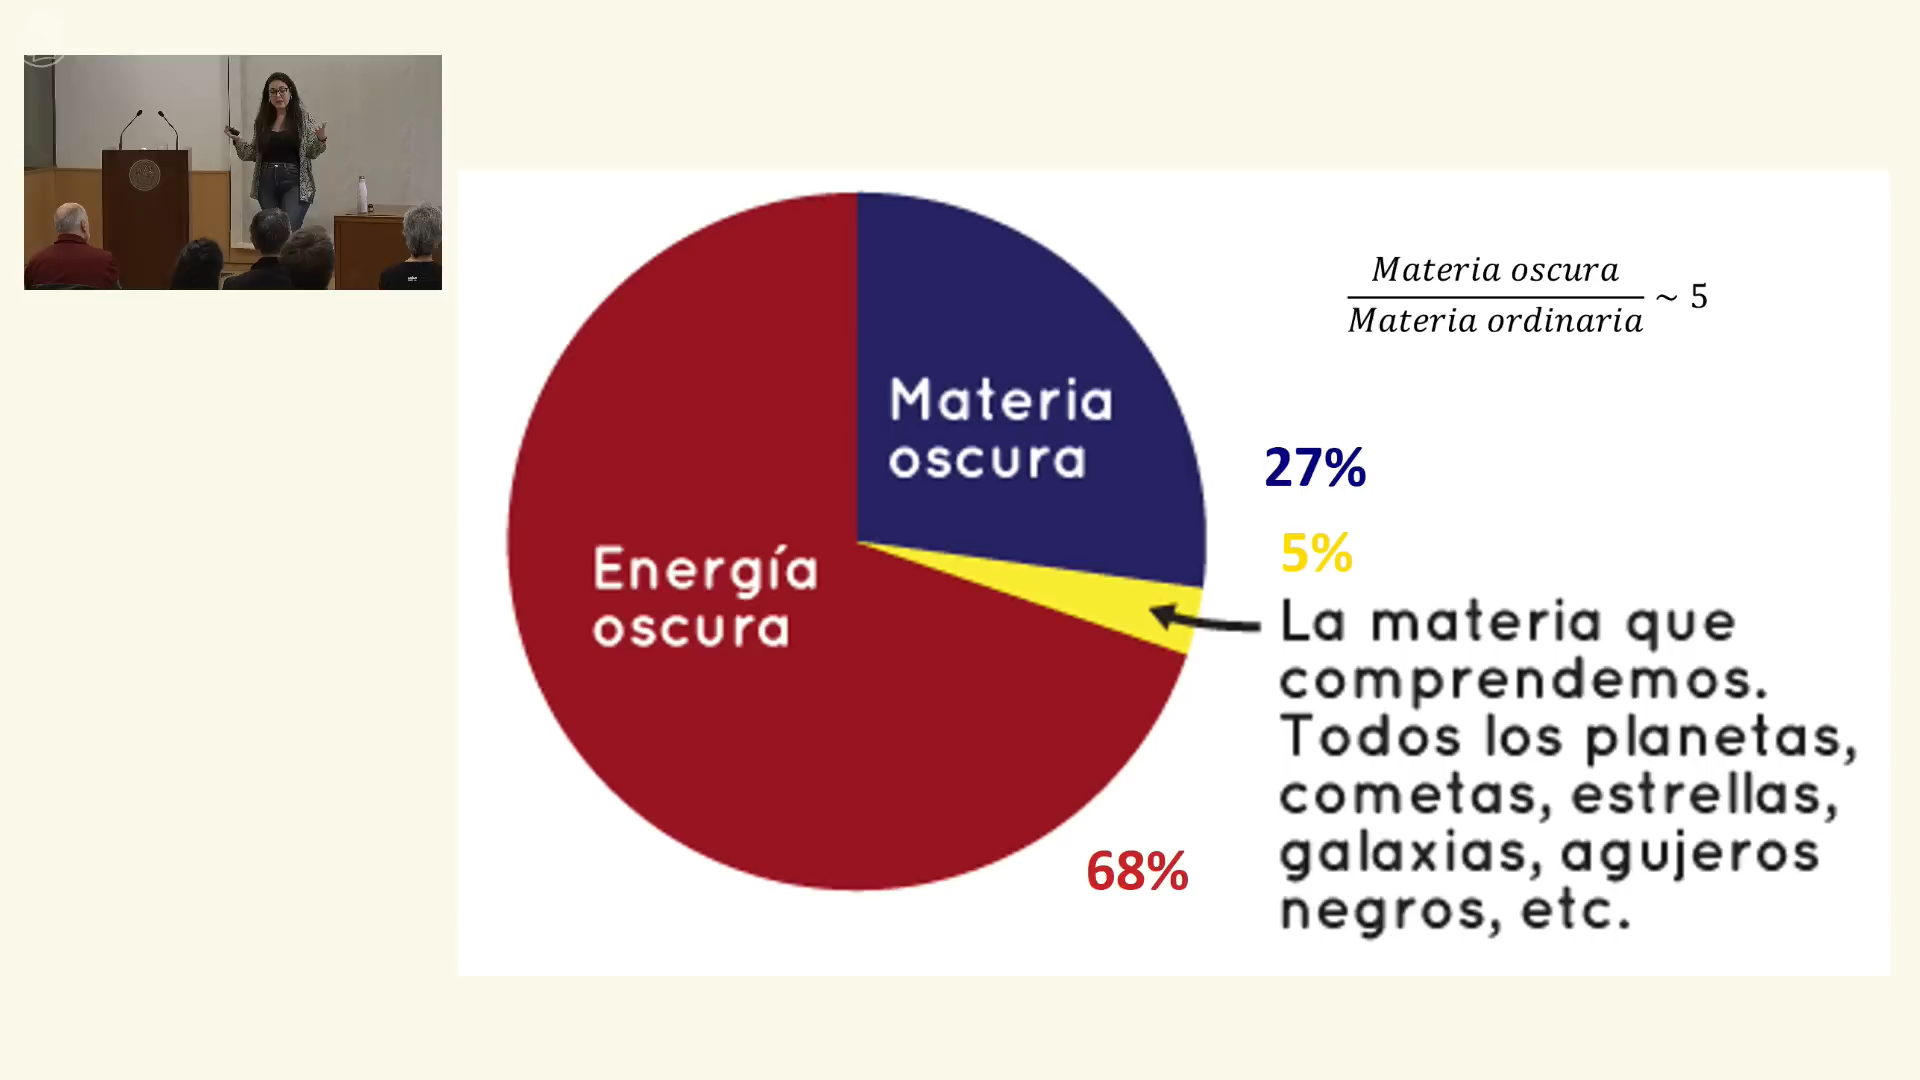 Materia oscura
Materia ordinaria
~ 5
Materia
oscura
27%
5%
Energía
oscura
La materia que
comprendemos.
Todos los planetas,
cometas, estrellas,
galaxias, agujeros
negros, etc.
68%